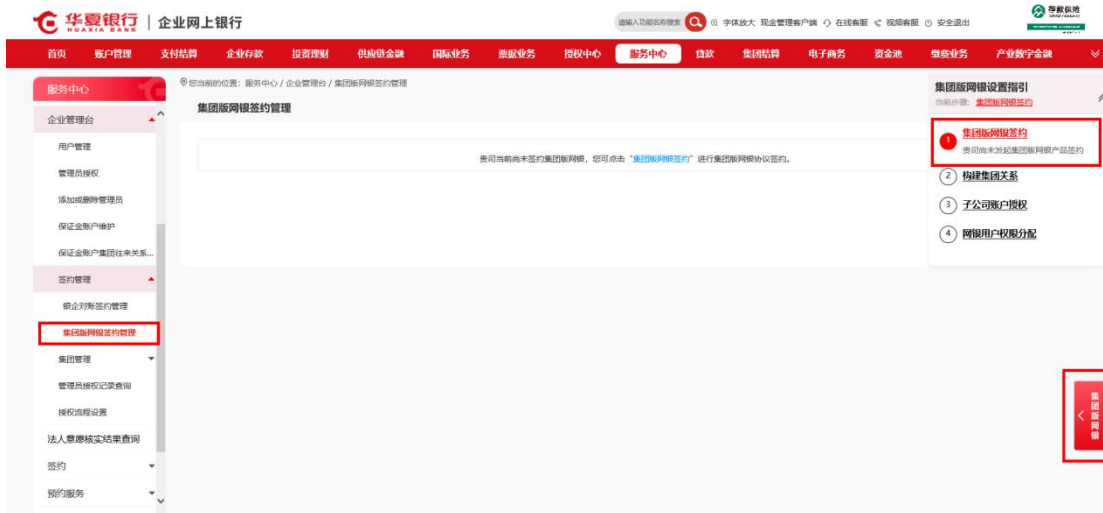 华夏银行 | 企业网上银行
HUAXIA BANK
请输入功能名称搜索 字体放大 现金管理客户端 在线客服 视频客服 安全退出
存款保险
首页 账户管理 支付结算 企业存款 投资理财 供应链金融 国际业务 票据业务 授权中心 服务中心 贷款 集团结算 电子商务 资金池 缴费业务 产业数字金融
服务中心
企业管理台
用户管理
管理员授权
添加或删除管理员
保证金账户维护
保证金账户集团往来关系...
签约管理
银企对账签约管理
集团版网银签约管理
集团管理
管理员授权记录查询
授权流程设置
法人意愿核实结果查询
签约
预约服务
您当前的位置：服务中心 / 企业管理台 / 集团版网银签约管理
集团版网银签约管理
贵司当前尚未签约集团版网银，您可点击“集团版网银签约”进行集团版网银协议签约。
集团版网银设置指引
当前步骤：集团版网银签约
1 集团版网银签约
贵司尚未发起集团版网银产品签约
2 构建集团关系
3 子公司账户授权
4 网银用户权限分配
集团版网银